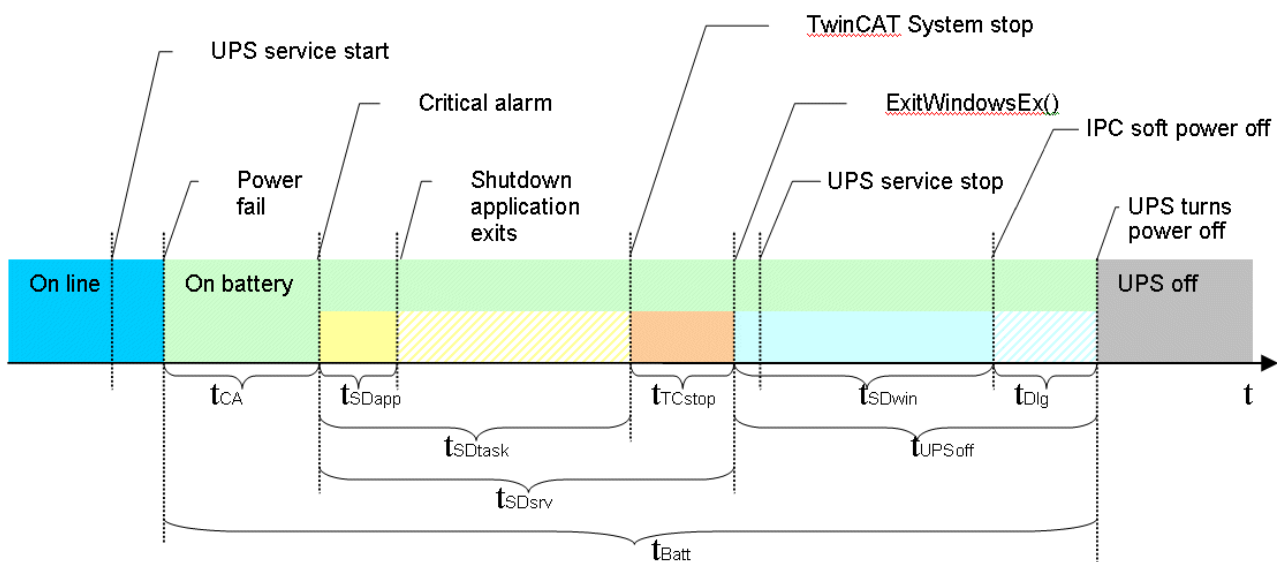 TwinCAT System stop
UPS service start
Critical alarm
ExitWindowsEx()
IPC soft power off
Power
fail
Shutdown
application
exits
UPS service stop
UPS turns
power off
On line
On battery
UPS off
tCA
tSDapp
tTCstop
tSDwin
tDlg
t
tSDtask
tUPSoff
tSDsrv
tBatt